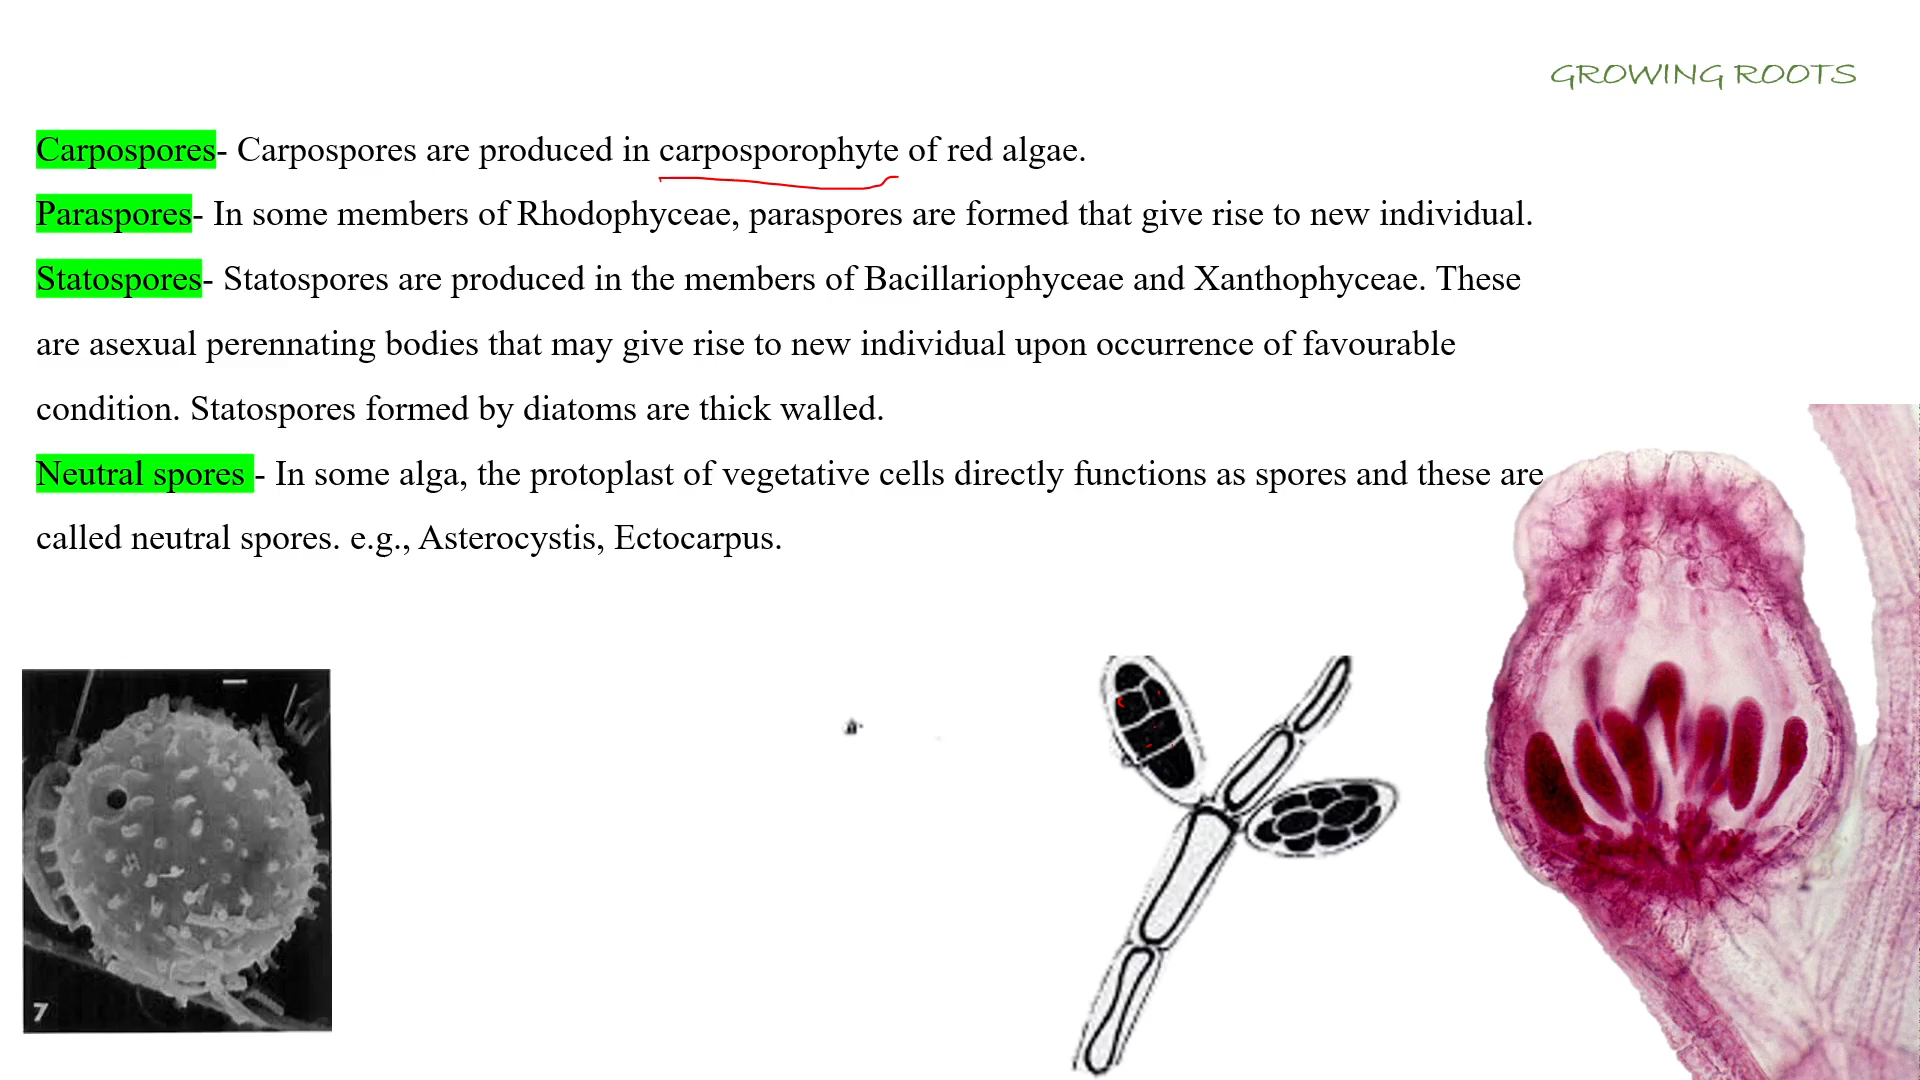 GROWING ROOTS
Carpospores- Carpospores are produced in carposporophyte of red algae.
Paraspores- In some members of Rhodophyceae, paraspores are formed that give rise to new individual.
Statospores- Statospores are produced in the members of Bacillariophyceae and Xanthophyceae. These
are asexual perennating bodies that may give rise to new individual upon occurrence of favourable
condition. Statospores formed by diatoms are thick walled.
Neutral spores - In some alga, the protoplast of vegetative cells directly functions as spores and these are
called neutral spores. e.g., Asterocystis, Ectocarpus.
7